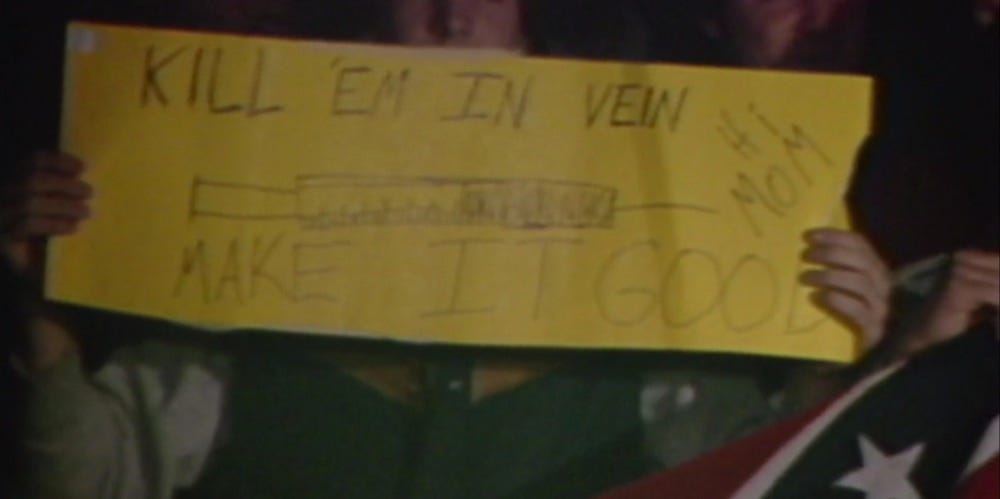 KILL 'EM IN VEIN
HI
MOM
MAKE IT GOOD